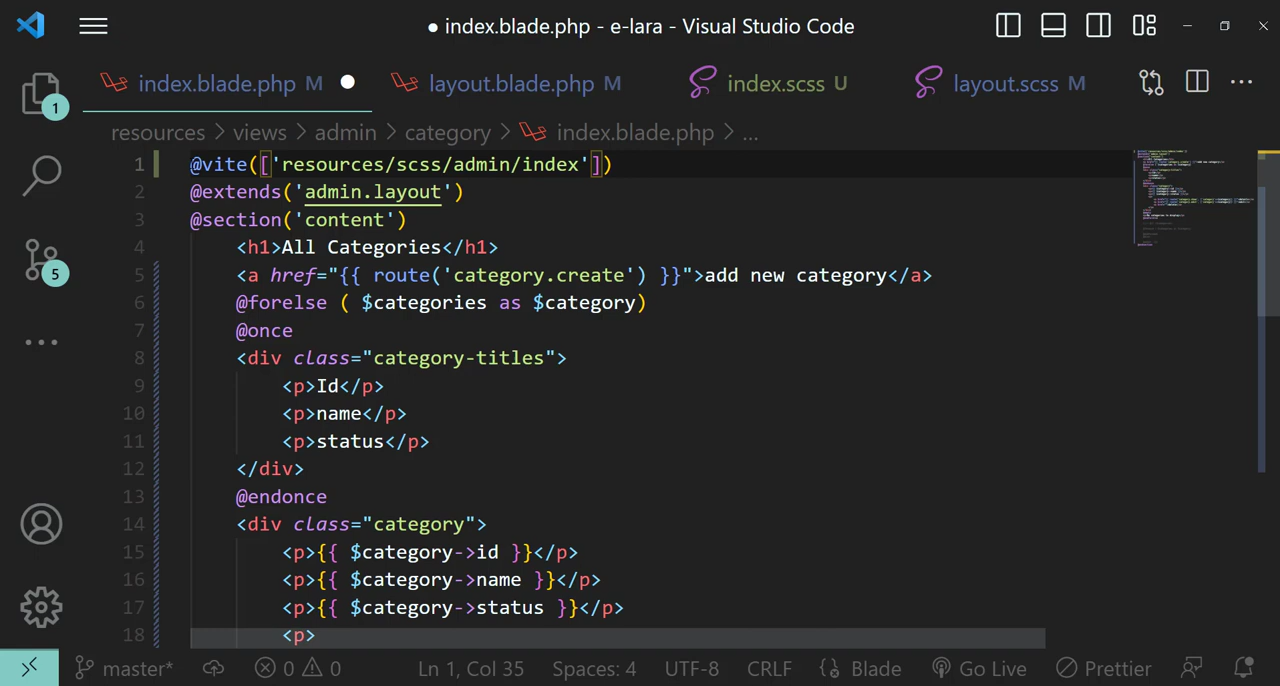 ● index.blade.php - e-lara - Visual Studio Code
index.blade.php M ● layout.blade.php M index.scss U layout.scss M
1
resources > views > admin > category > index.blade.php > ...
1 @vite(['resources/scss/admin/index'])
2 @extends('admin.layout')
3 @section('content')
4 <h1>All Categories</h1>
5 <a href="{{ route('category.create') }}">add new category</a>
6 @forelse ( $categories as $category)
7 @once
8 <div class="category-titles">
9 <p>Id</p>
10 <p>name</p>
11 <p>status</p>
12 </div>
13 @endonce
14 <div class="category">
15 <p>{{ $category->id }}</p>
16 <p>{{ $category->name }}</p>
17 <p>{{ $category->status }}</p>
18 <p>
5
master* 0 0 Ln 1, Col 35 Spaces: 4 UTF-8 CRLF Blade Go Live Prettier